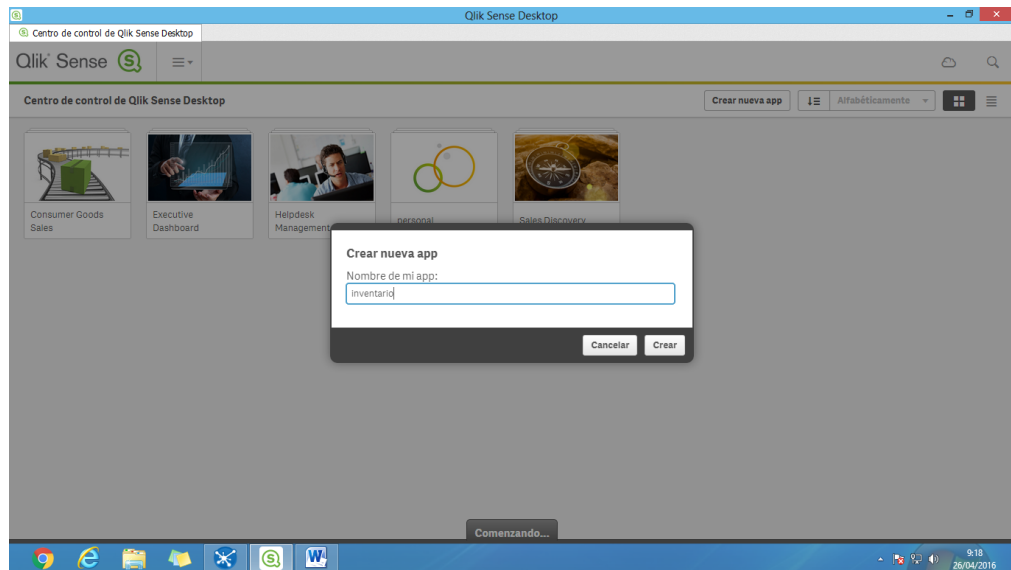 Qlik Sense Desktop
Centro de control de Qlik Sense Desktop
Qlik Sense
Centro de control de Qlik Sense Desktop
Crear nueva app
Alfabéticamente
Consumer Goods
Sales
Executive
Dashboard
Helpdesk
Management
personal
Sales Discovery
Crear nueva app
Nombre de mi app:
inventario
Cancelar Crear
Comenzando...
9:18
26/04/2016